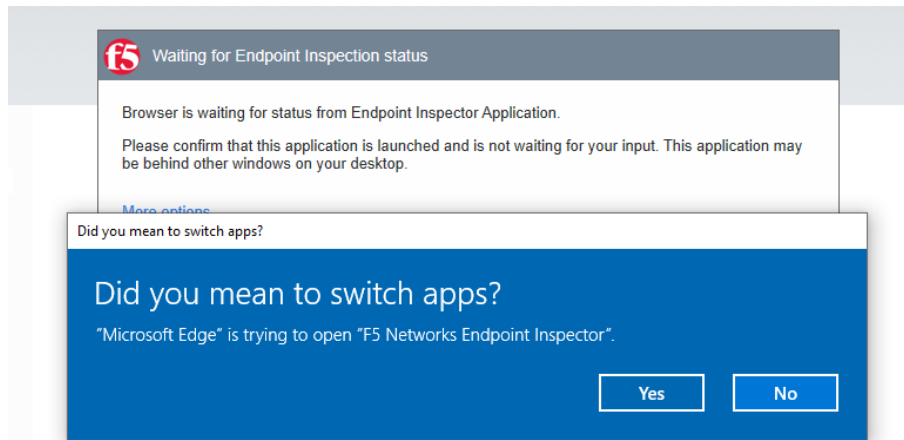 f5 Waiting for Endpoint Inspection status
Browser is waiting for status from Endpoint Inspector Application.
Please confirm that this application is launched and is not waiting for your input. This application may
be behind other windows on your desktop.
More options
Did you mean to switch apps?
Did you mean to switch apps?
"Microsoft Edge" is trying to open "F5 Networks Endpoint Inspector".
Yes No